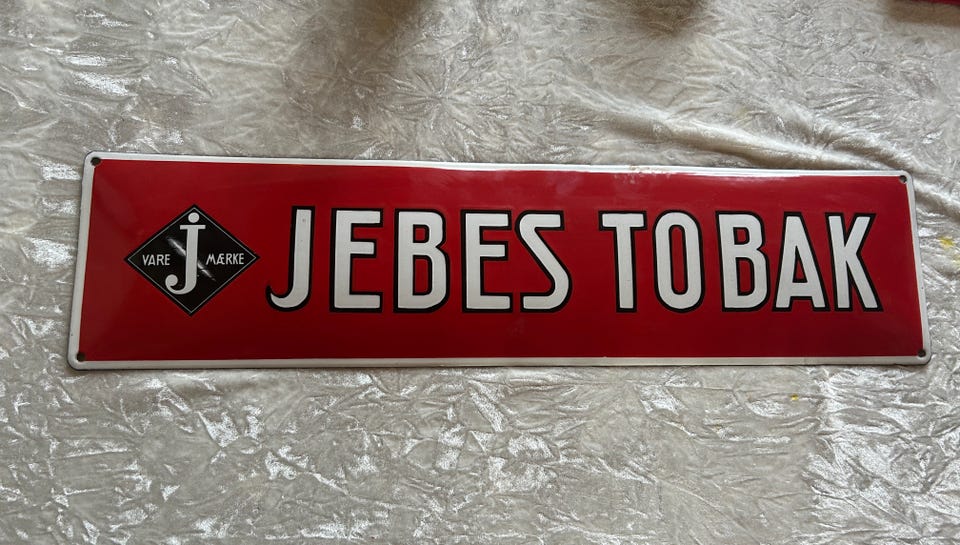 VARE j MÆRKE
JEBES TOBAK